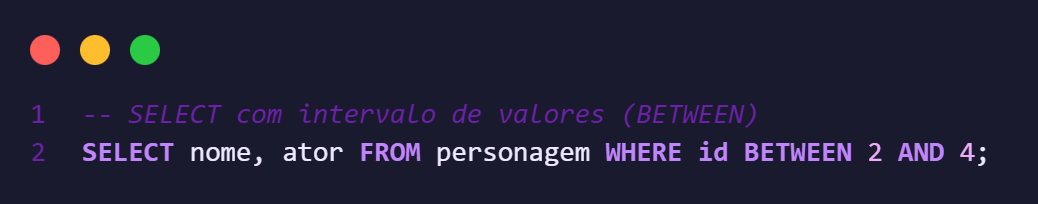 1 -- SELECT com intervalo de valores (BETWEEN)
2 SELECT nome, ator FROM personagem WHERE id BETWEEN 2 AND 4;